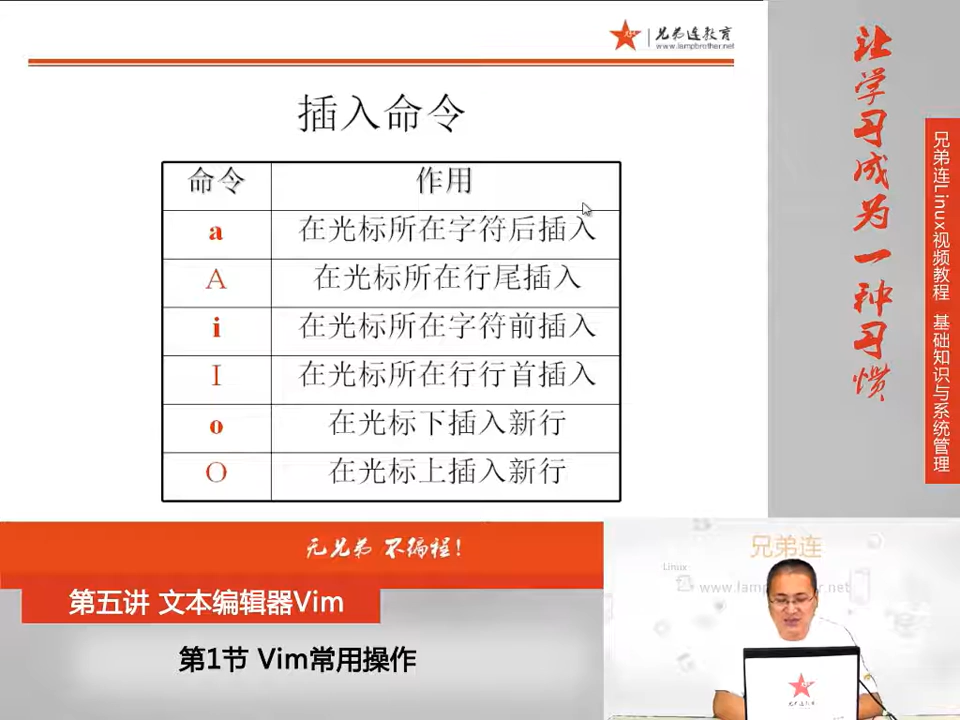 兄弟连教育
www.lampbrother.net
插入命令
命令 作用
a 在光标所在字符后插入
A 在光标所在行尾插入
i 在光标所在字符前插入
I 在光标所在行行首插入
o 在光标下插入新行
O 在光标上插入新行
让学习成为一种习惯
兄弟连Linux视频教程 基础知识与系统管理
无兄弟 不编程！
第五讲 文本编辑器Vim
第1节 Vim常用操作
兄弟连
Linux